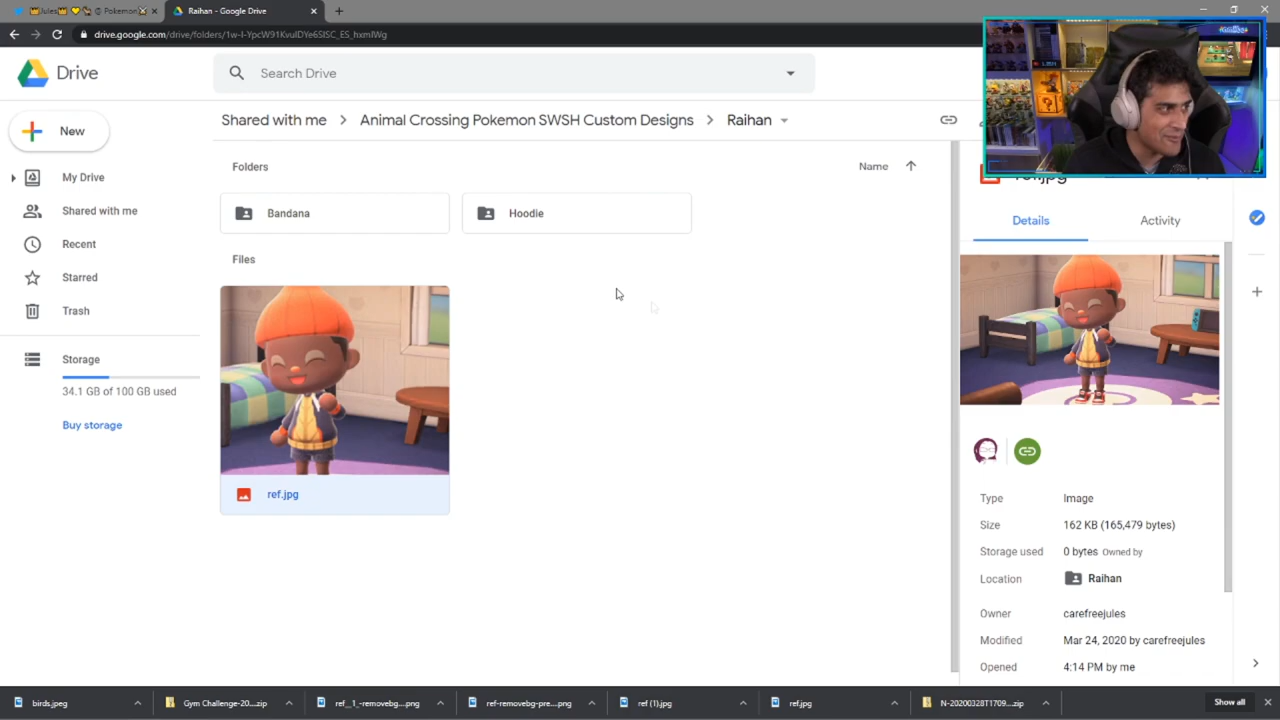 Jules
@ Pokemon
Raihan - Google Drive
drive.google.com/drive/folders/
Drive
Search Drive
New
Shared with me
Animal Crossing Pokemon SWSH Custom Designs
Raihan
My Drive
Shared with me
Recent
Starred
Trash
Storage
34.1 GB of 100 GB used
Buy storage
Folders
Name
Bandana
Hoodie
Files
ref.jpg
ref.jpg
Details
Activity
Type Image
Size 162 KB (165,479 bytes)
Storage used 0 bytes Owned by
Location Raihan
Owner carefreejules
Modified Mar 24, 2020 by carefreejules
Opened 4:14 PM by me
birds.jpeg
Gym Challenge-20....zip
ref__1_-removebg-....png
ref-removebg-pre....png
ref (1).jpg
ref.jpg
N-20200328T1709....zip
Show all